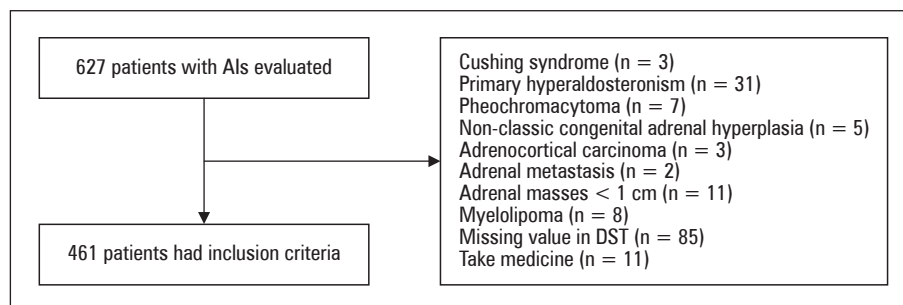 627 patients with AIs evaluated
461 patients had inclusion criteria
Cushing syndrome (n = 3)
Primary hyperaldosteronism (n = 31)
Pheochromacytoma (n = 7)
Non-classic congenital adrenal hyperplasia (n = 5)
Adrenocortical carcinoma (n = 3)
Adrenal metastasis (n = 2)
Adrenal masses < 1 cm (n = 11)
Myelolipoma (n = 8)
Missing value in DST (n = 85)
Take medicine (n = 11)